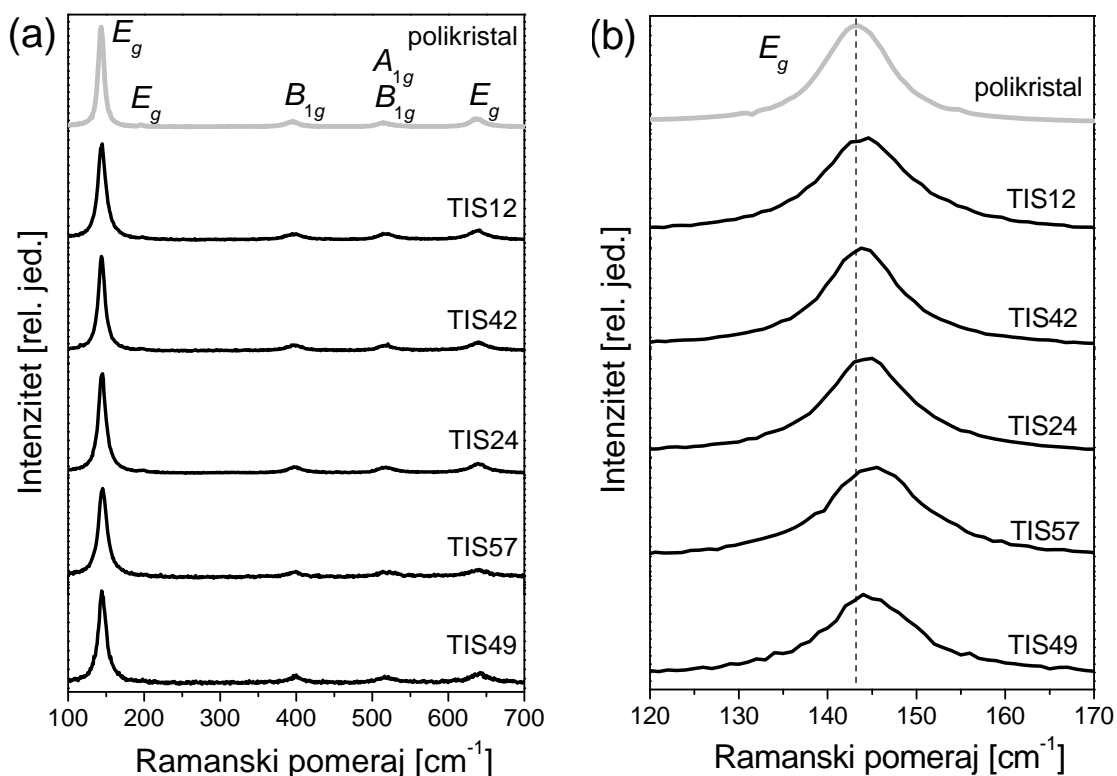 (a)
E_g
polikristal
E_g
B_1g
A_1g
B_1g
E_g
TIS12
TIS42
TIS24
TIS57
TIS49
Intenzitet [rel. jed.]
100 200 300 400 500 600 700
Ramanski pomeraj [cm⁻¹]
(b)
E_g
polikristal
TIS12
TIS42
TIS24
TIS57
TIS49
Intenzitet [rel. jed.]
120 130 140 150 160 170
Ramanski pomeraj [cm⁻¹]